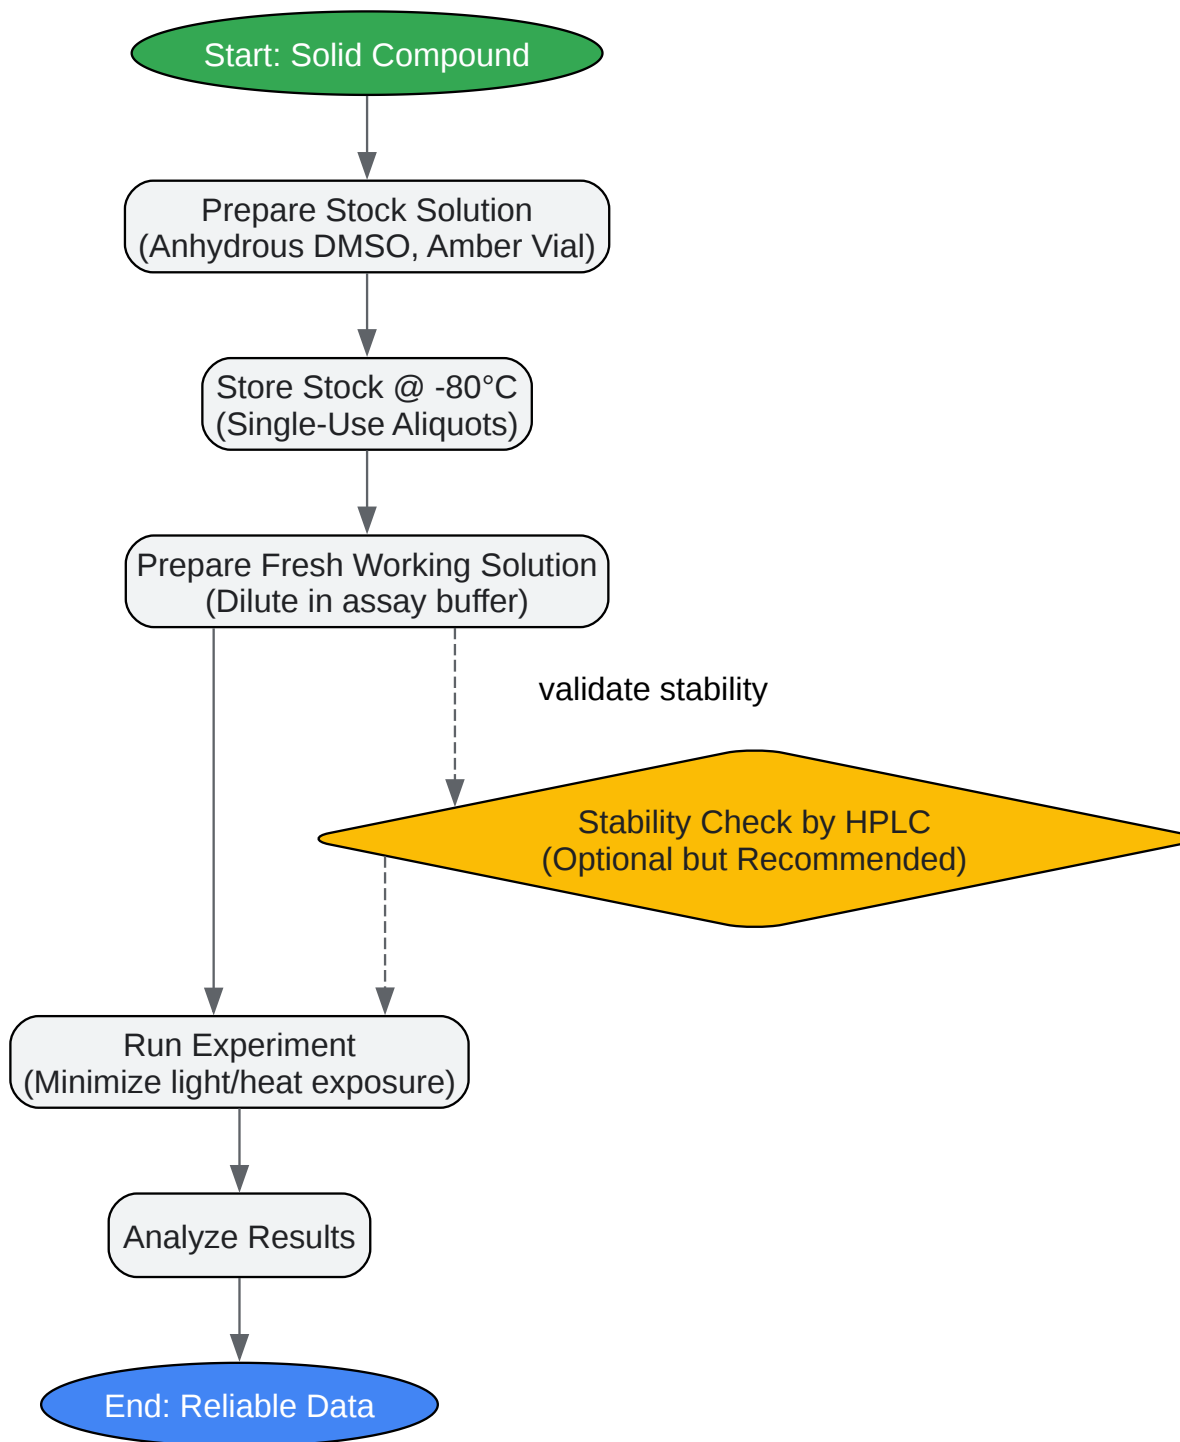 Start: Solid Compound
Prepare Stock Solution
(Anhydrous DMSO, Amber Vial)
Store Stock @ -80°C
(Single-Use Aliquots)
Prepare Fresh Working Solution
(Dilute in assay buffer)
validate stability
Stability Check by HPLC
(Optional but Recommended)
Run Experiment
(Minimize light/heat exposure)
Analyze Results
End: Reliable Data